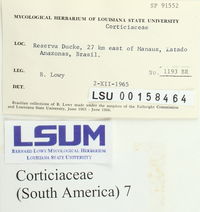 SP 91552
MYCOLOGICAL HERBARIUM OF LOUISIANA STATE UNIVERSITY
Corticiaceae
LOC. Reserva Ducke, 27 km east of Manaus, Estado
Amazonas, Brasil.
LEG. B. Lowy No. 1193 BR
DET. 2-XII-1965
LSU 00158464
Brazilian collections of B. Lowy made under the auspices of the Fulbright Commission
and Louisiana State University, June 1965 - June 1966.
LSUM
BERNARD LOWY MYCOLOGICAL HERBARIUM
LOUISIANA STATE UNIVERSITY
Corticiaceae
(South America) 7